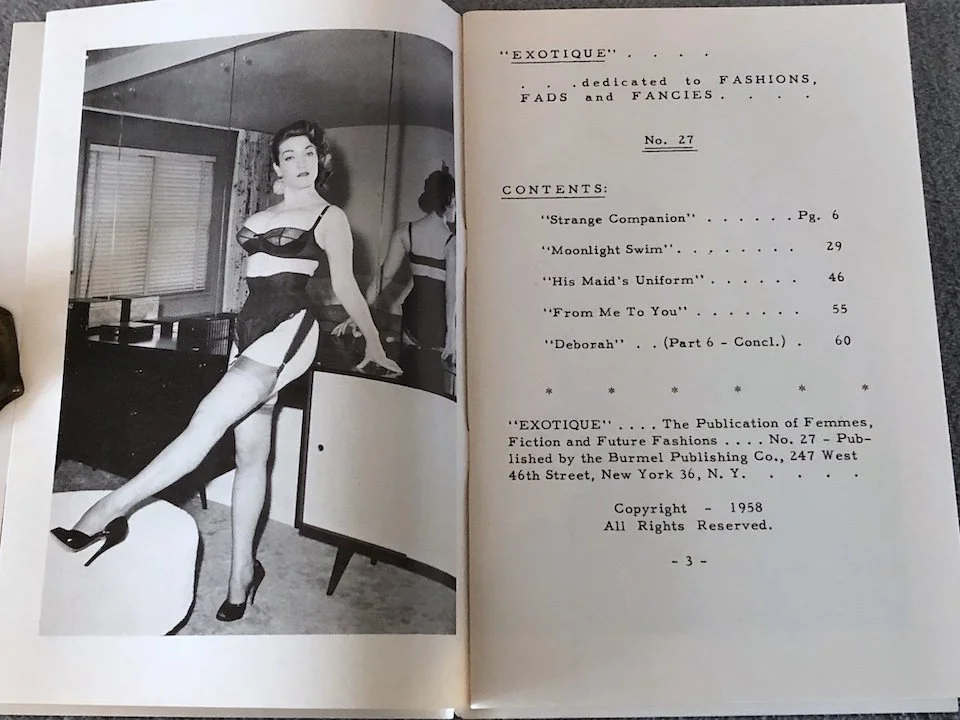 "EXOTIQUE" . . . .
. . . dedicated to FASHIONS,
FADS and FANCIES . . . .
No. 27
CONTENTS:
"Strange Companion" . . . . . . Pg. 6
"Moonlight Swim" . . . . . . . . 29
"His Maid's Uniform" . . . . . . 46
"From Me To You" . . . . . . . 55
"Deborah" . . (Part 6 - Concl.) . 60
* * * * * *
"EXOTIQUE" . . . . The Publication of Femmes,
Fiction and Future Fashions . . . . No. 27 - Pub-
lished by the Burmel Publishing Co., 247 West
46th Street, New York 36, N. Y. . . . .
Copyright - 1958
All Rights Reserved.
- 3 -